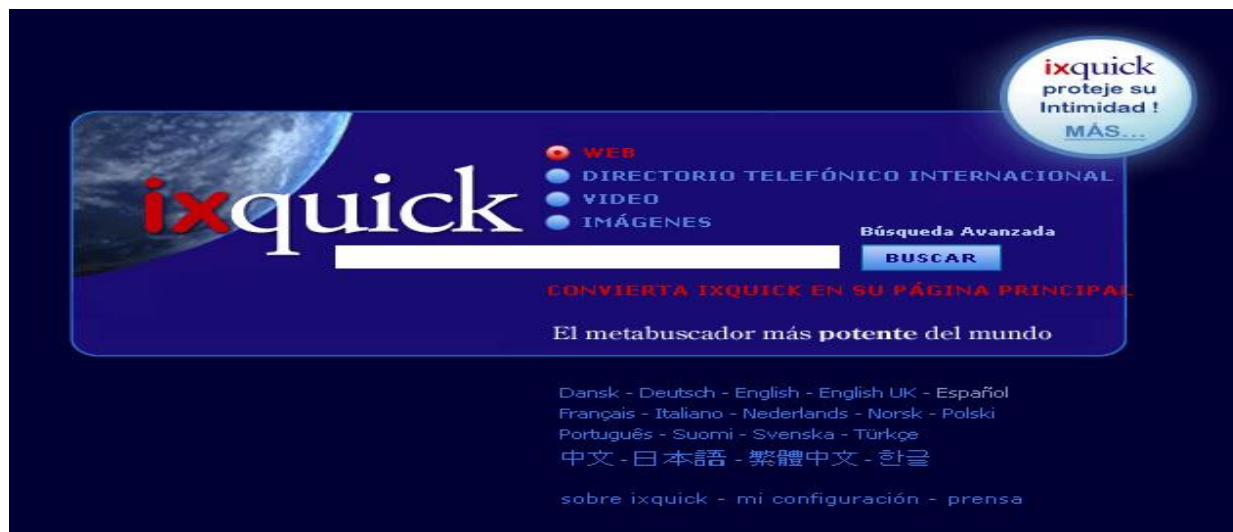 ixquick
proteje su
Intimidad !
MÁS...
WEB
DIRECTORIO TELEFÓNICO INTERNACIONAL
VIDEO
IMÁGENES
ixquick
Búsqueda Avanzada
BUSCAR
CONVIERTA IXQUICK EN SU PÁGINA PRINCIPAL
El metabuscador más potente del mundo
Dansk - Deutsch - English - English UK - Español
Français - Italiano - Nederlands - Norsk - Polski
Português - Suomi - Svenska - Türkçe
中文 - 日本語 - 繁體中文 - 한글
sobre ixquick - mi configuración - prensa